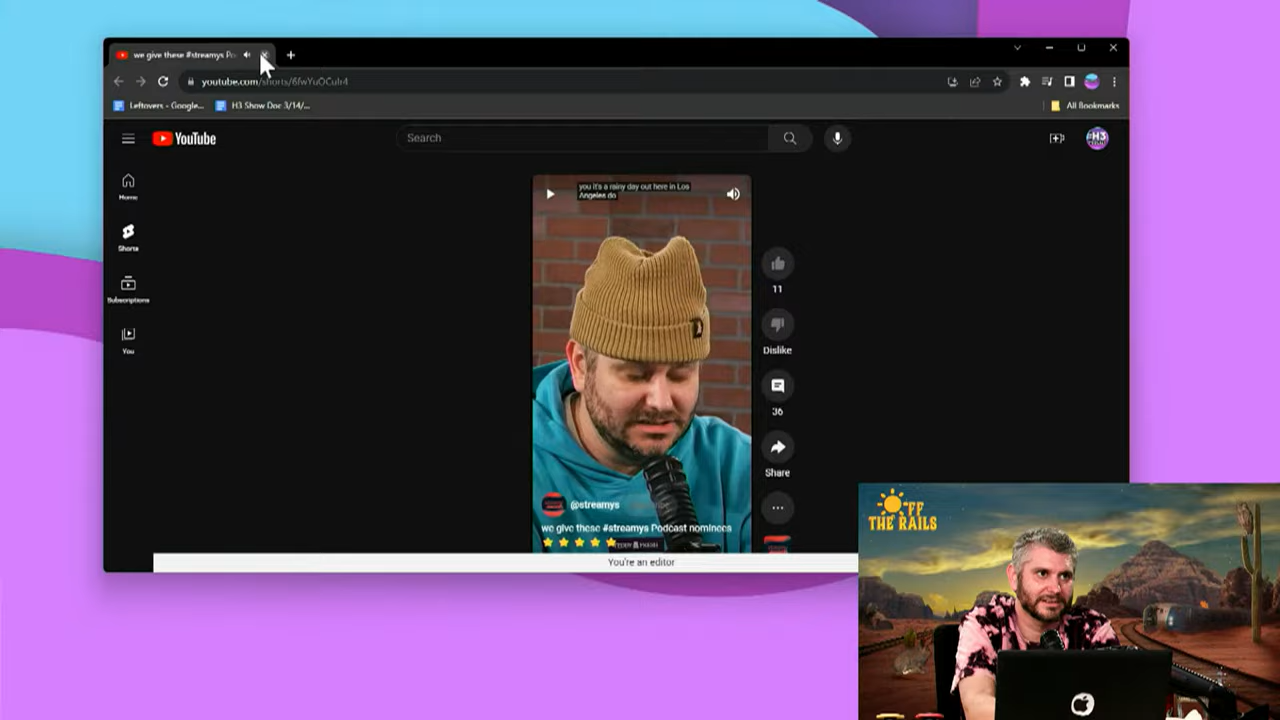 we give these #streamys Po
youtube.com/shorts/6fwYuOCuIr4
Leftovers - Google...
H3 Show Doc 3/14/...
All Bookmarks
YouTube
Search
Home
Shorts
Subscriptions
You
you it's a rainy day out here in Los
Angeles do
11
Dislike
36
Share
@streamys
we give these #streamys Podcast nominees
You're an editor
OFF
THE RAILS